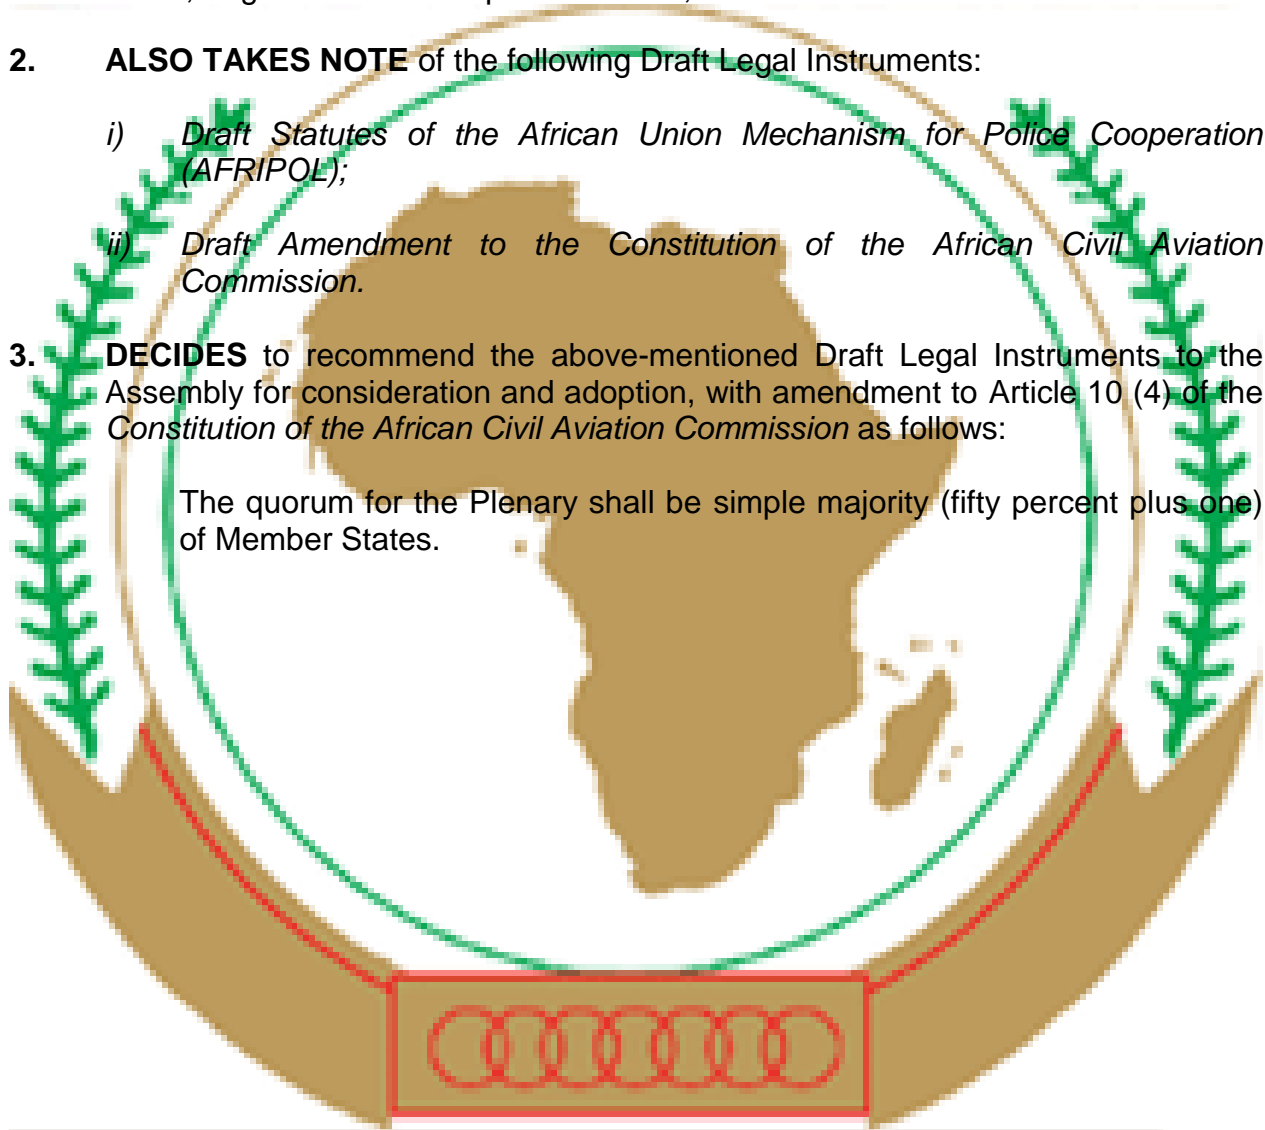 2. ALSO TAKES NOTE of the following Draft Legal Instruments:
i) Draft Statutes of the African Union Mechanism for Police Cooperation
(AFRIPOL);
ii) Draft Amendment to the Constitution of the African Civil Aviation
Commission.
3. DECIDES to recommend the above-mentioned Draft Legal Instruments to the
Assembly for consideration and adoption, with amendment to Article 10 (4) of the
Constitution of the African Civil Aviation Commission as follows:
The quorum for the Plenary shall be simple majority (fifty percent plus one)
of Member States.